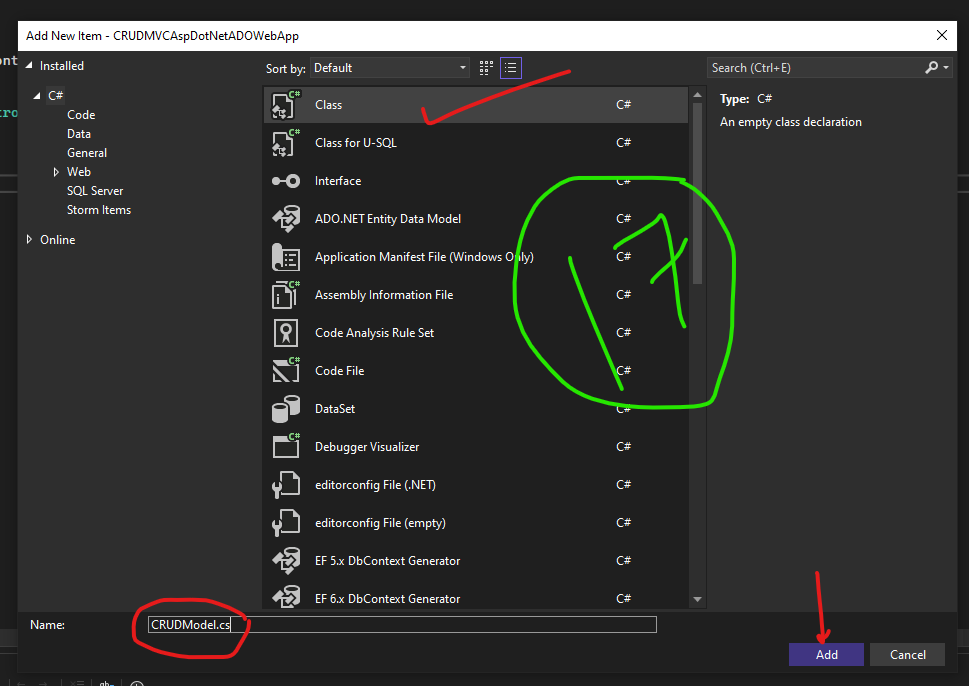 Add New Item - CRUDMVCAspDotNetADOWebApp
Installed
C#
Code
Data
General
Web
SQL Server
Storm Items
Online
Sort by: Default
Search (Ctrl+E)
Class C#
Class for U-SQL C#
Interface C#
ADO.NET Entity Data Model C#
Application Manifest File (Windows Only) C#
Assembly Information File C#
Code Analysis Rule Set C#
Code File C#
DataSet C#
Debugger Visualizer C#
editorconfig File (.NET) C#
editorconfig File (empty) C#
EF 5.x DbContext Generator C#
EF 6.x DbContext Generator C#
17
Type: C#
An empty class declaration
Name: CRUDModel.cs
Add Cancel